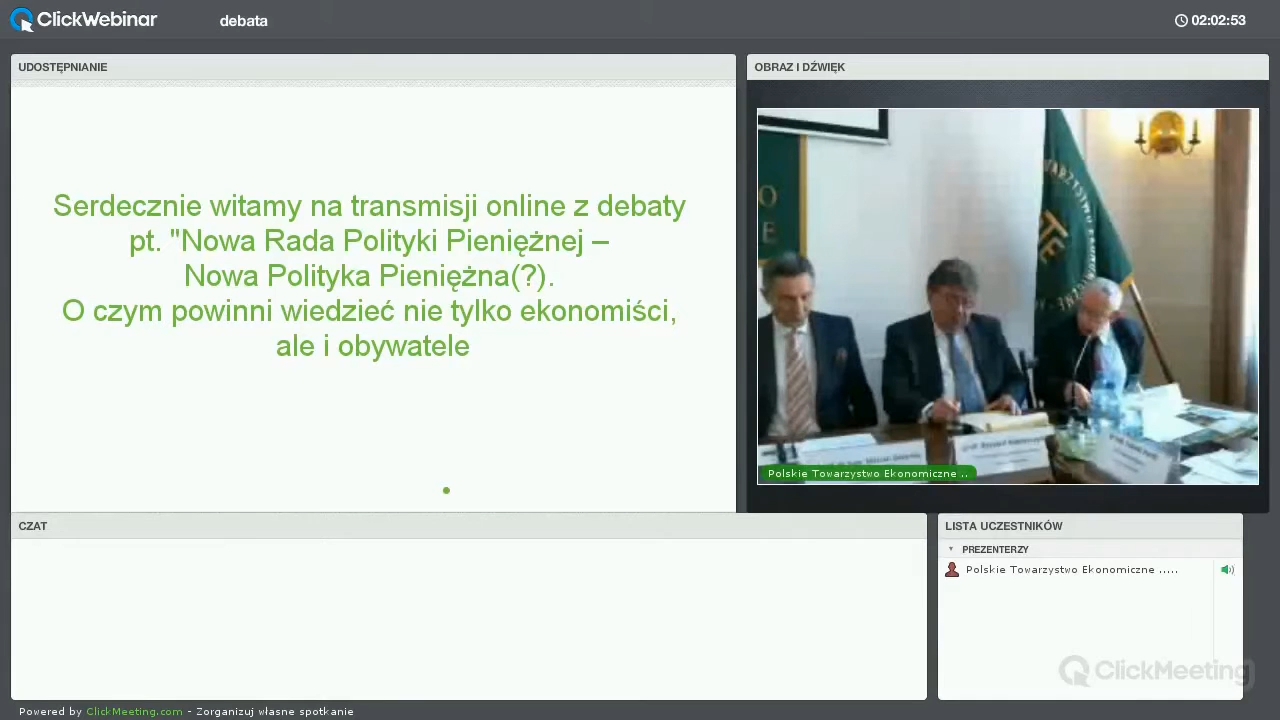 ClickWebinar
debata
02:02:53
UDOSTĘPNIANIE
OBRAZ I DŹWIĘK
Serdecznie witamy na transmisji online z debaty
pt. "Nowa Rada Polityki Pieniężnej –
Nowa Polityka Pieniężna(?).
O czym powinni wiedzieć nie tylko ekonomiści,
ale i obywatele
Polskie Towarzystwo Ekonomiczne ..
CZAT
LISTA UCZESTNIKÓW
PREZENTERZY
Polskie Towarzystwo Ekonomiczne .....
ClickMeeting
Powered by ClickMeeting.com - Zorganizuj własne spotkanie